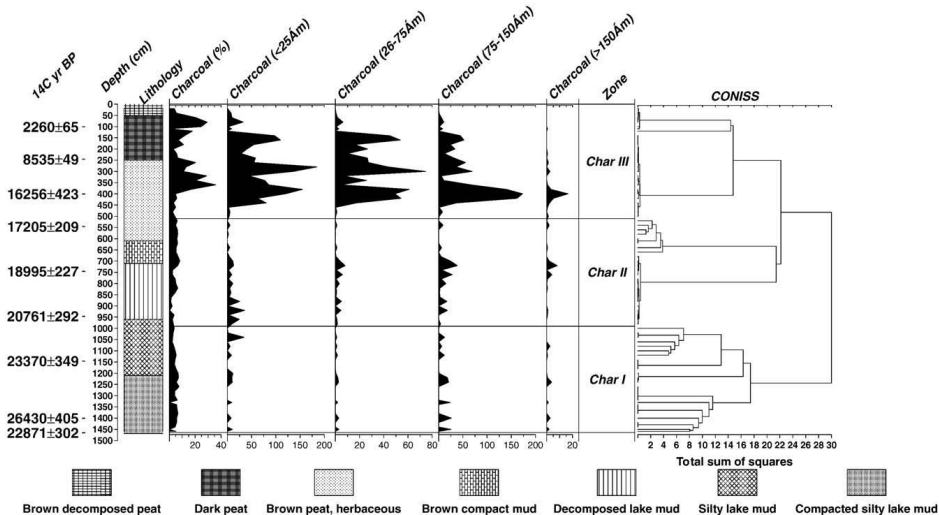 14C yr BP
Depth (cm)
Lithology
Charcoal (%)
Charcoal (<25Ám)
Charcoal (26-75Ám)
Charcoal (75-150Ám)
Charcoal (>150Ám)
Zone
CONISS
2260±65
8535±49
16256±423
17205±209
18995±227
20761±292
23370±349
26430±405
22871±302
0
50
100
150
200
250
300
350
400
450
500
550
600
650
700
750
800
850
900
950
1000
1050
1100
1150
1200
1250
1300
1350
1400
1450
1500
Char III
Char II
Char I
20 40
50 100 150 200
20 40 60 80
50 100 150 200
20
2 4 6 8 10 12 14 16 18 20 22 24 26 28 30
Total sum of squares
Brown decomposed peat
Dark peat
Brown peat, herbaceous
Brown compact mud
Decomposed lake mud
Silty lake mud
Compacted silty lake mud